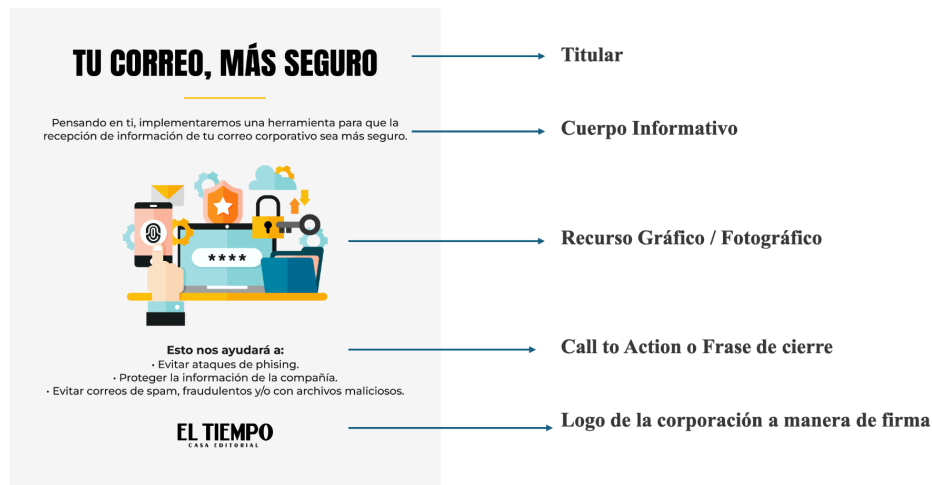 TU CORREO, MÁS SEGURO
Titular
Pensando en ti, implementaremos una herramienta para que la
recepción de información de tu correo corporativo sea más seguro.
Cuerpo Informativo
****
Recurso Gráfico / Fotográfico
Esto nos ayudará a:
• Evitar ataques de phising.
• Proteger la información de la compañía.
• Evitar correos de spam, fraudulentos y/o con archivos maliciosos.
Call to Action o Frase de cierre
EL TIEMPO
CASA EDITORIAL
Logo de la corporación a manera de firma